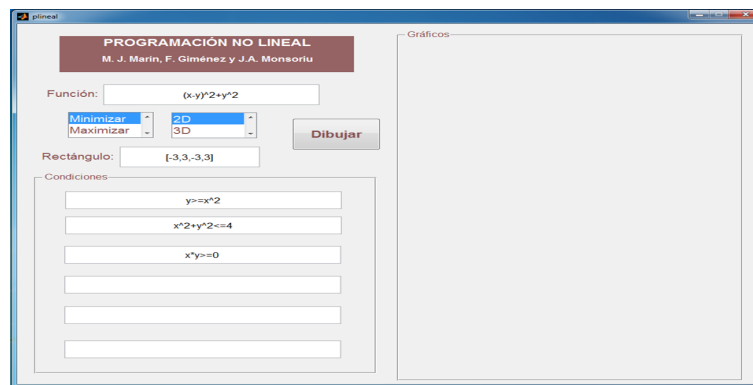 plineal
PROGRAMACIÓN NO LINEAL
M. J. Marin, F. Giménez y J.A. Monsoriu
Función: (x-y)^2+y^2
Minimizar
Maximizar
2D
3D
Dibujar
Rectángulo: [-3,3,-3,3]
Condiciones
y>=x^2
x^2+y^2<=4
x*y>=0
Gráficos